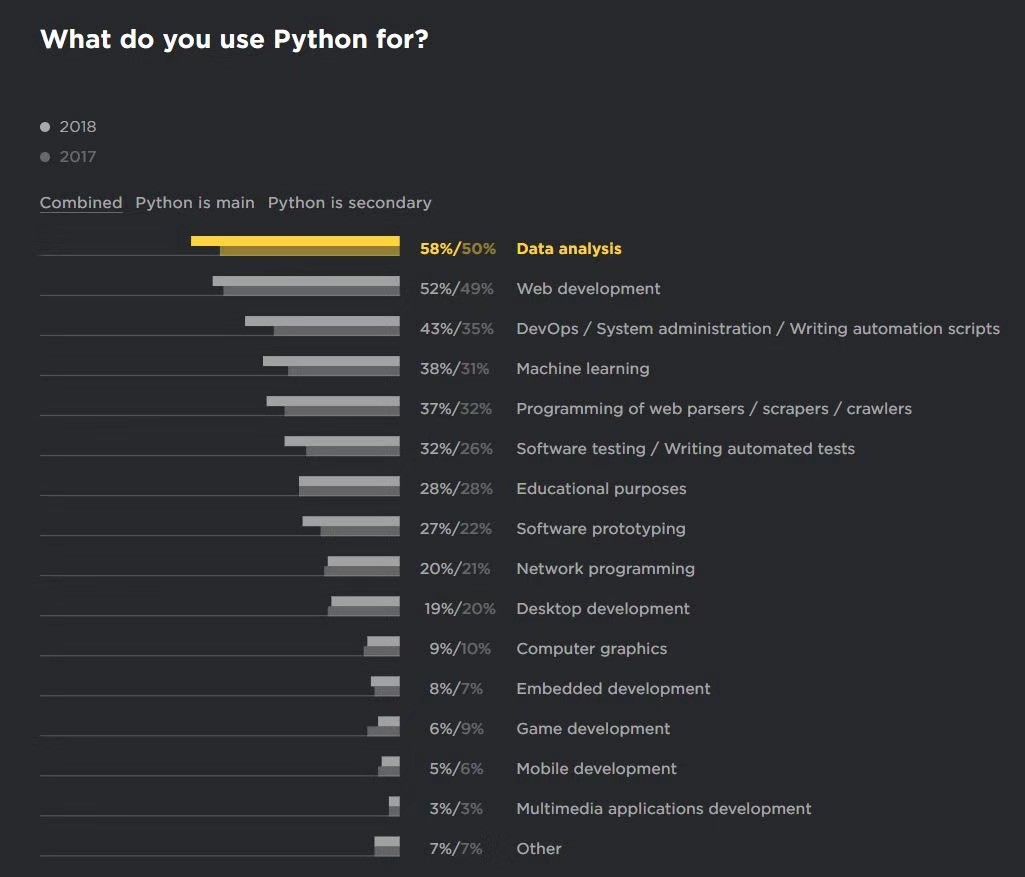 What do you use Python for?
2018
2017
Combined Python is main Python is secondary
58%/50% Data analysis
52%/49% Web development
43%/35% DevOps / System administration / Writing automation scripts
38%/31% Machine learning
37%/32% Programming of web parsers / scrapers / crawlers
32%/26% Software testing / Writing automated tests
28%/28% Educational purposes
27%/22% Software prototyping
20%/21% Network programming
19%/20% Desktop development
9%/10% Computer graphics
8%/7% Embedded development
6%/9% Game development
5%/6% Mobile development
3%/3% Multimedia applications development
7%/7% Other